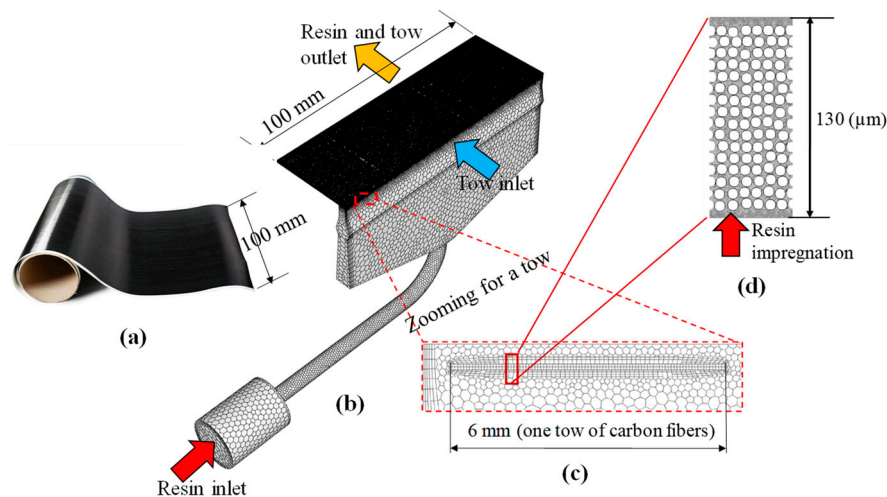 Resin and tow
outlet
100 mm
Tow inlet
100 mm
(a)
Zooming for a tow
(b)
Resin inlet
6 mm (one tow of carbon fibers)
(c)
130 (µm)
Resin
impregnation
(d)